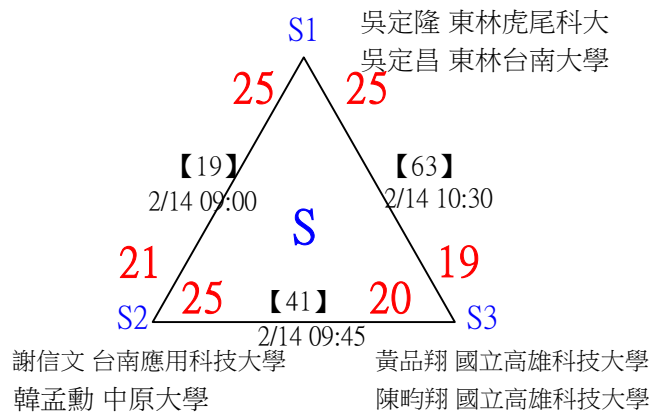 S1
吳定隆 東林虎尾科大
吳定昌 東林台南大學
25
25
【19】
2/14 09:00
【63】
2/14 10:30
S
21
19
25
【41】
20
S2
S3
2/14 09:45
謝信文 台南應用科技大學
黃品翔 國立高雄科技大學
韓孟勳 中原大學
陳畇翔 國立高雄科技大學